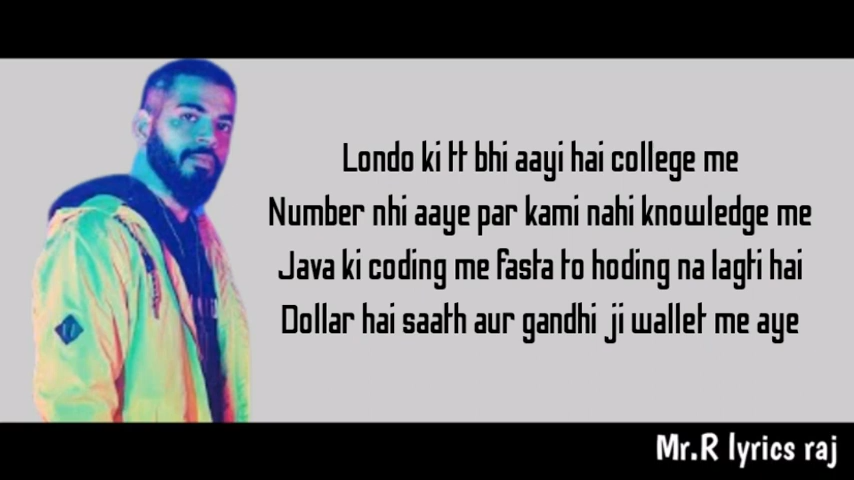 Londo ki tt bhi aayi hai college me
Number nhi aaye par kami nahi knowledge me
Java ki coding me fasta to hoding na lagti hai
Dollar hai saath aur gandhi ji wallet me aye
Mr.R lyrics raj